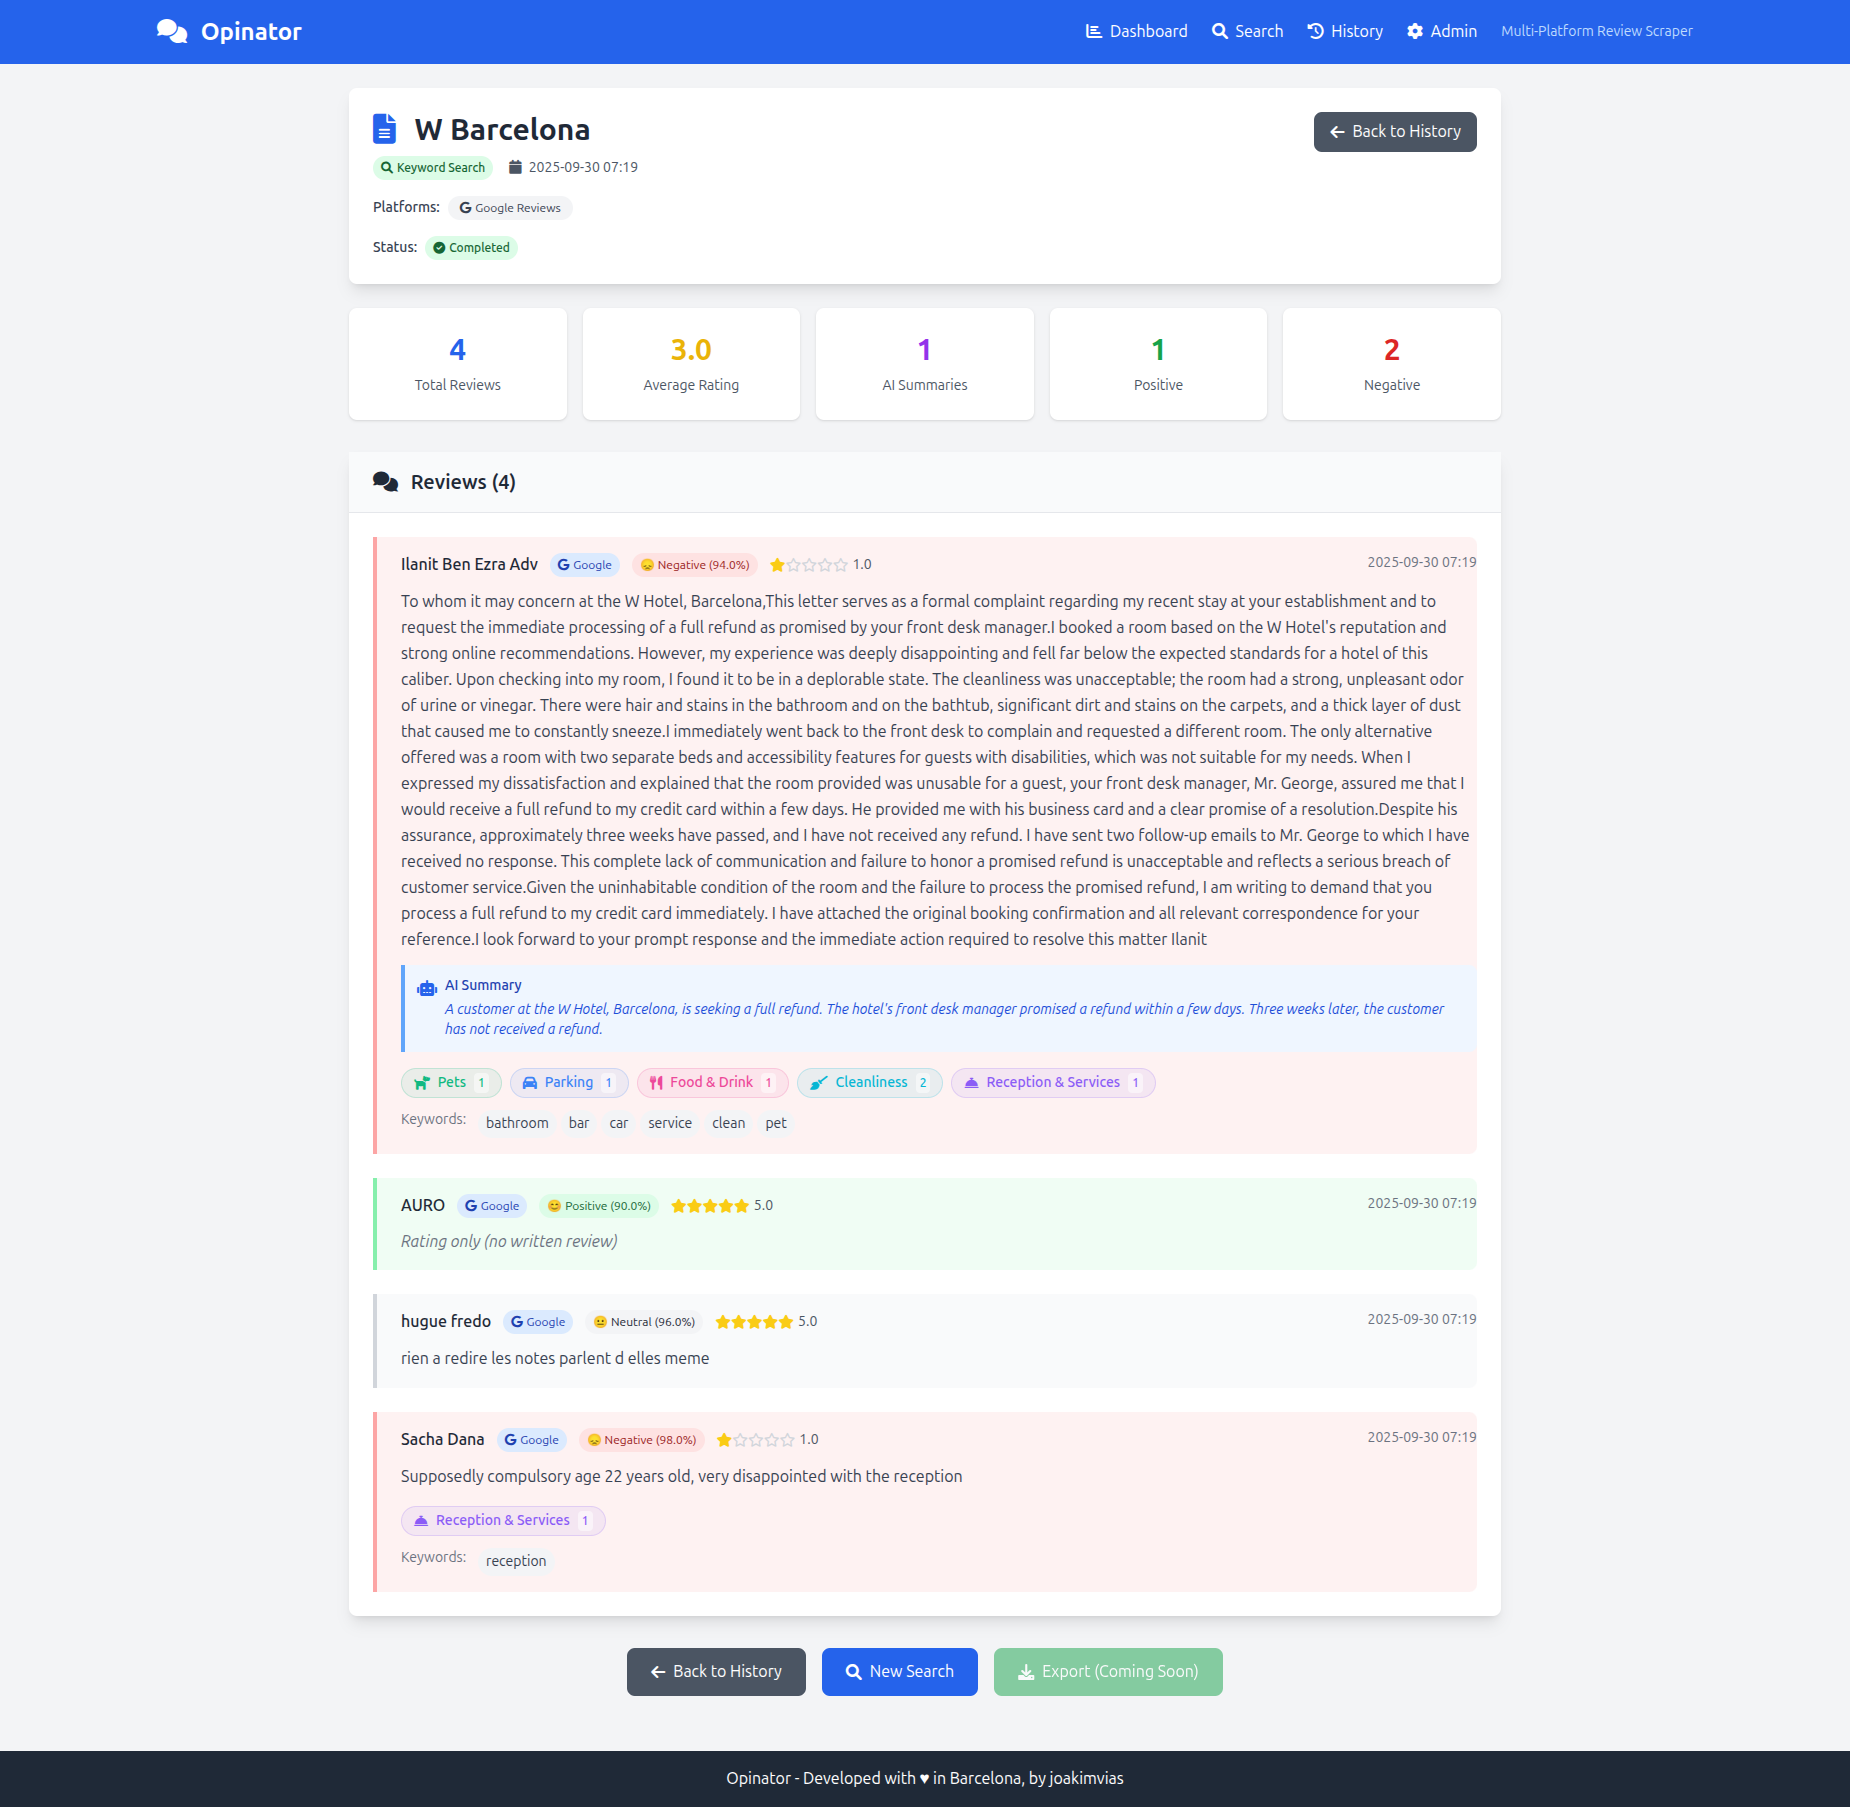 Opinator
Dashboard Search History Admin Multi-Platform Review Scraper
W Barcelona
Back to History
Keyword Search 2025-09-30 07:19
Platforms: Google Reviews
Status: Completed
4 3.0 1 1 2
Total Reviews Average Rating AI Summaries Positive Negative
Reviews (4)
Ilanit Ben Ezra Adv Google Negative (94.0%) 1.0 2025-09-30 07:19
To whom it may concern at the W Hotel, Barcelona,This letter serves as a formal complaint regarding my recent stay at your establishment and to
request the immediate processing of a full refund as promised by your front desk manager.I booked a room based on the W Hotel's reputation and
strong online recommendations. However, my experience was deeply disappointing and fell far below the expected standards for a hotel of this
caliber. Upon checking into my room, I found it to be in a deplorable state. The cleanliness was unacceptable; the room had a strong, unpleasant odor
of urine or vinegar. There were hair and stains in the bathroom and on the bathtub, significant dirt and stains on the carpets, and a thick layer of dust
that caused me to constantly sneeze.I immediately went back to the front desk to complain and requested a different room. The only alternative
offered was a room with two separate beds and accessibility features for guests with disabilities, which was not suitable for my needs. When I
expressed my dissatisfaction and explained that the room provided was unusable for a guest, your front desk manager, Mr. George, assured me that I
would receive a full refund to my credit card within a few days. He provided me with his business card and a clear promise of a resolution.Despite his
assurance, approximately three weeks have passed, and I have not received any refund. I have sent two follow-up emails to Mr. George to which I have
received no response. This complete lack of communication and failure to honor a promised refund is unacceptable and reflects a serious breach of
customer service.Given the uninhabitable condition of the room and the failure to process the promised refund, I am writing to demand that you
process a full refund to my credit card immediately. I have attached the original booking confirmation and all relevant correspondence for your
reference.I look forward to your prompt response and the immediate action required to resolve this matter Ilanit
AI Summary
A customer at the W Hotel, Barcelona, is seeking a full refund. The hotel's front desk manager promised a refund within a few days. Three weeks later, the customer
has not received a refund.
Pets 1 Parking 1 Food & Drink 1 Cleanliness 2 Reception & Services 1
Keywords: bathroom bar car service clean pet
AURO Google Positive (90.0%) 5.0 2025-09-30 07:19
Rating only (no written review)
hugue fredo Google Neutral (96.0%) 5.0 2025-09-30 07:19
rien a redire les notes parlent d elles meme
Sacha Dana Google Negative (98.0%) 1.0 2025-09-30 07:19
Supposedly compulsory age 22 years old, very disappointed with the reception
Reception & Services 1
Keywords: reception
Back to History New Search Export (Coming Soon)
Opinator - Developed with ♥ in Barcelona, by joakimvias